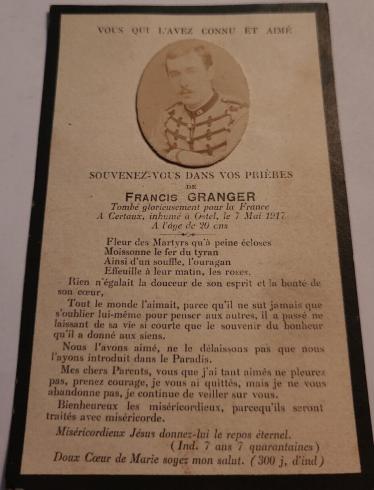 VOUS QUI L'AVEZ CONNU ET AIMÉ
SOUVENEZ-VOUS DANS VOS PRIÈRES
DE
FRANCIS GRANGER
Tombé glorieusement pour la France
A Certaux, inhumé à Ostel, le 7 Mai 1917
A l'âge de 20 ans
Fleur des Martyrs qu'à peine écloses
Moissonne le fer du tyran
Ainsi d'un souffle, l'ouragan
Effeuille à leur matin, les roses.
Rien n'égalait la douceur de son esprit et la bonté de
son cœur,
Tout le monde l'aimait, parce qu'il ne sut jamais que
s'oublier lui-même pour penser aux autres, il a passé ne
laissant de sa vie si courte que le souvenir du bonheur
qu'il a donné aux siens.
Nous l'avons aimé, ne le délaissons pas que nous
l'ayons introduit dans le Paradis.
Mes chers Parents, vous que j'ai tant aimés ne pleurez
pas, prenez courage, je vous ai quittés, mais je ne vous
abandonne pas, je continue de veiller sur vous.
Bienheureux les miséricordieux, parcequ'ils seront
traités avec miséricorde.
Miséricordieux Jésus donnez-lui le repos éternel.
(Ind. 7 ans 7 quarantaines)
Doux Cœur de Marie soyez mon salut. (300 j. d'ind)